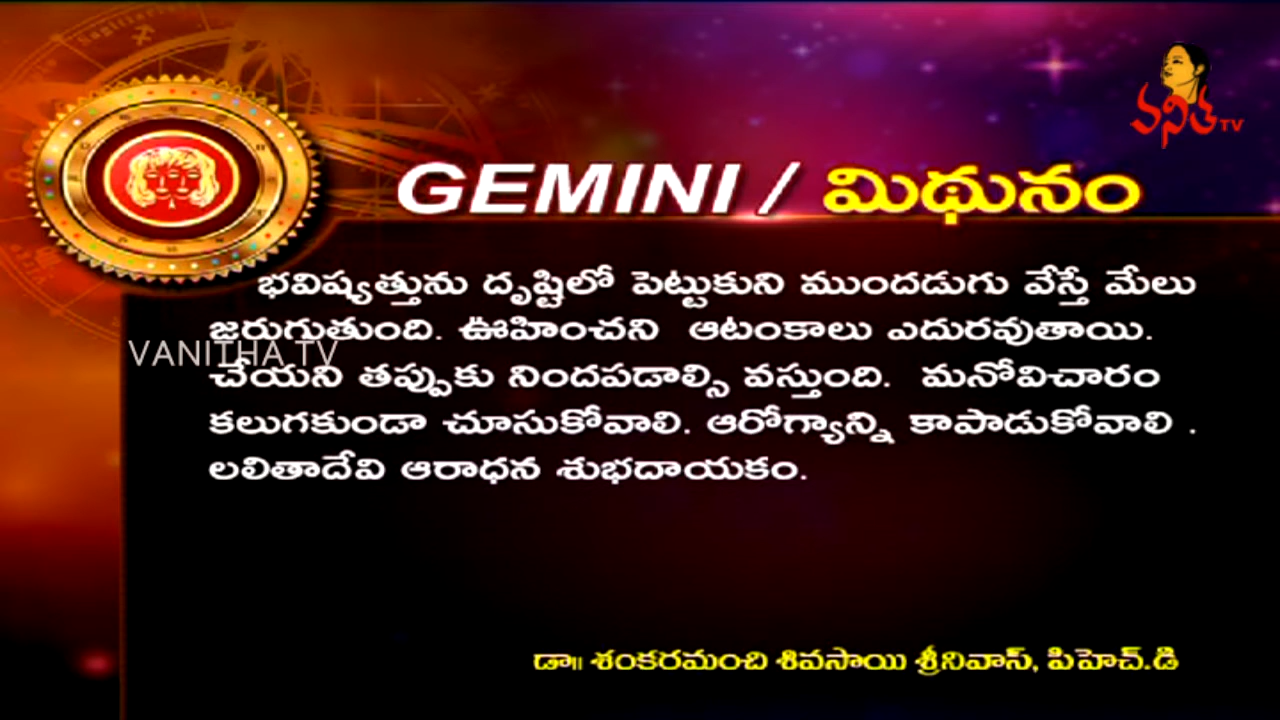 వనిత TV
GEMINI / మిథునం
భవిష్యత్తును దృష్టిలో పెట్టుకుని ముందడుగు వేస్తే మేలు
జరుగుతుంది. ఊహించని ఆటంకాలు ఎదురవుతాయి.
VANITHA TV
చేయని తప్పుకు నిందపడాల్సి వస్తుంది. మనోవిచారం
కలుగకుండా చూసుకోవాలి. ఆరోగ్యాన్ని కాపాడుకోవాలి .
లలితాదేవి ఆరాధన శుభదాయకం.
డా॥ శంకరమంచి శివసాయి శ్రీనివాస్, పిహెచ్.డి